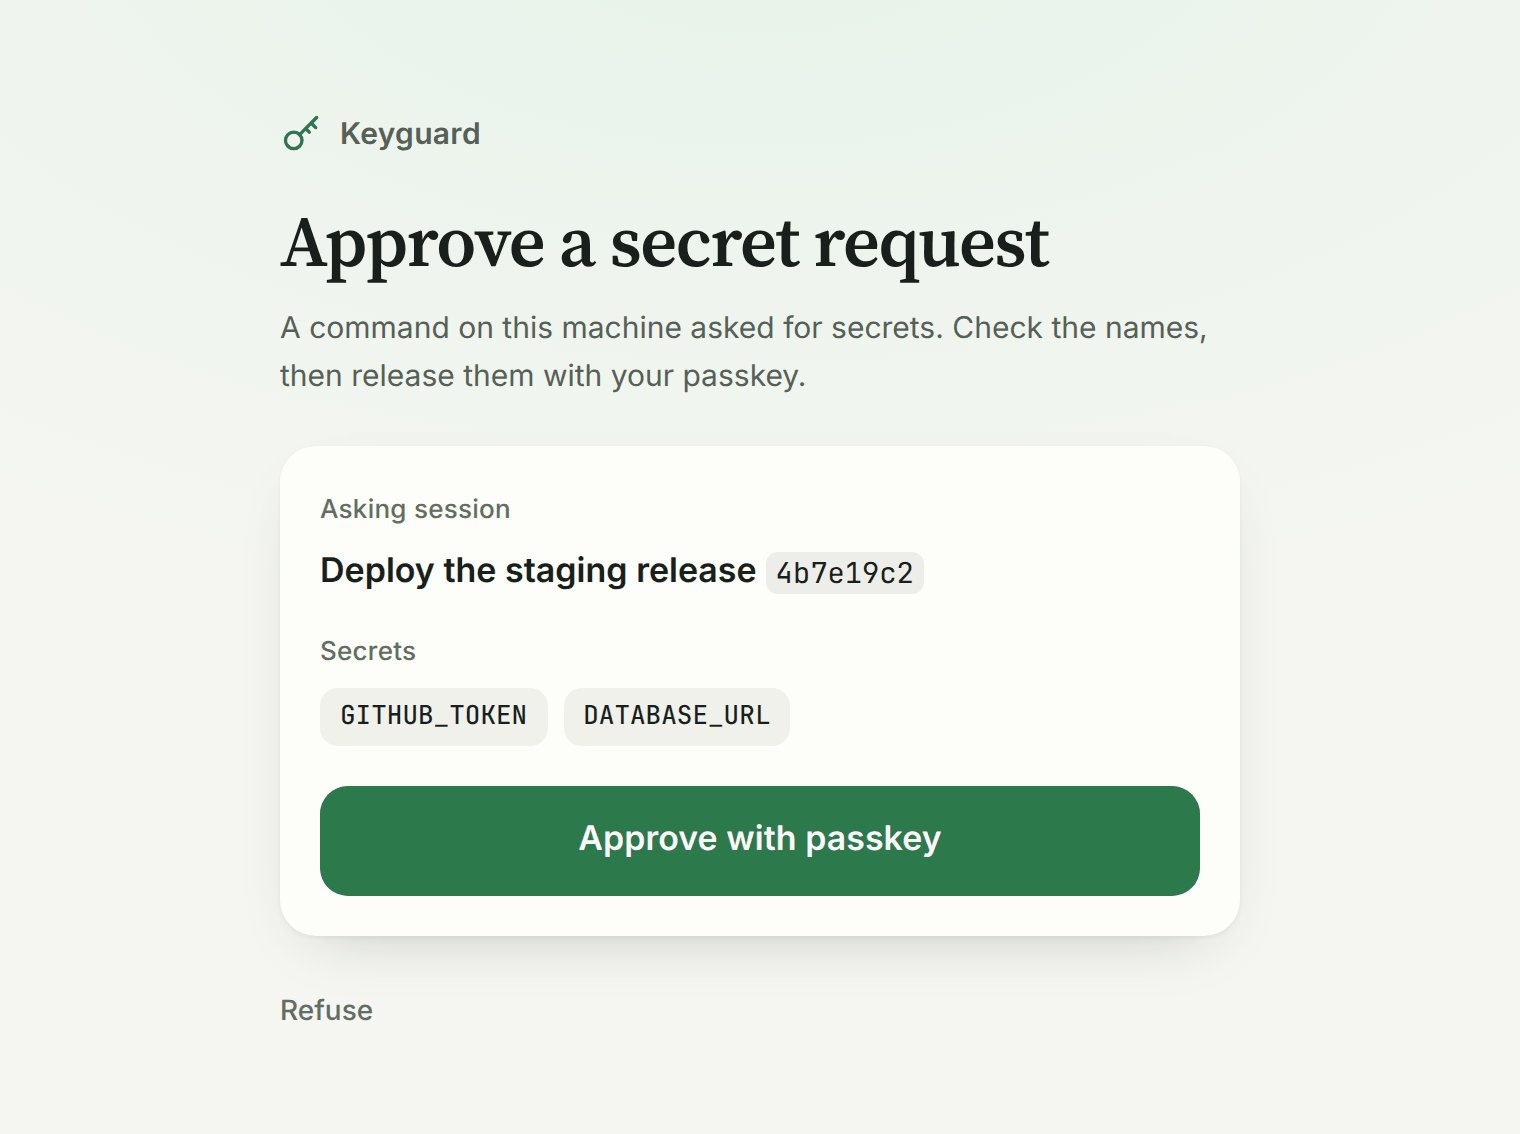 Keyguard
Approve a secret request
A command on this machine asked for secrets. Check the names,
then release them with your passkey.
Asking session
Deploy the staging release 4b7e19c2
Secrets
GITHUB_TOKEN DATABASE_URL
Approve with passkey
Refuse